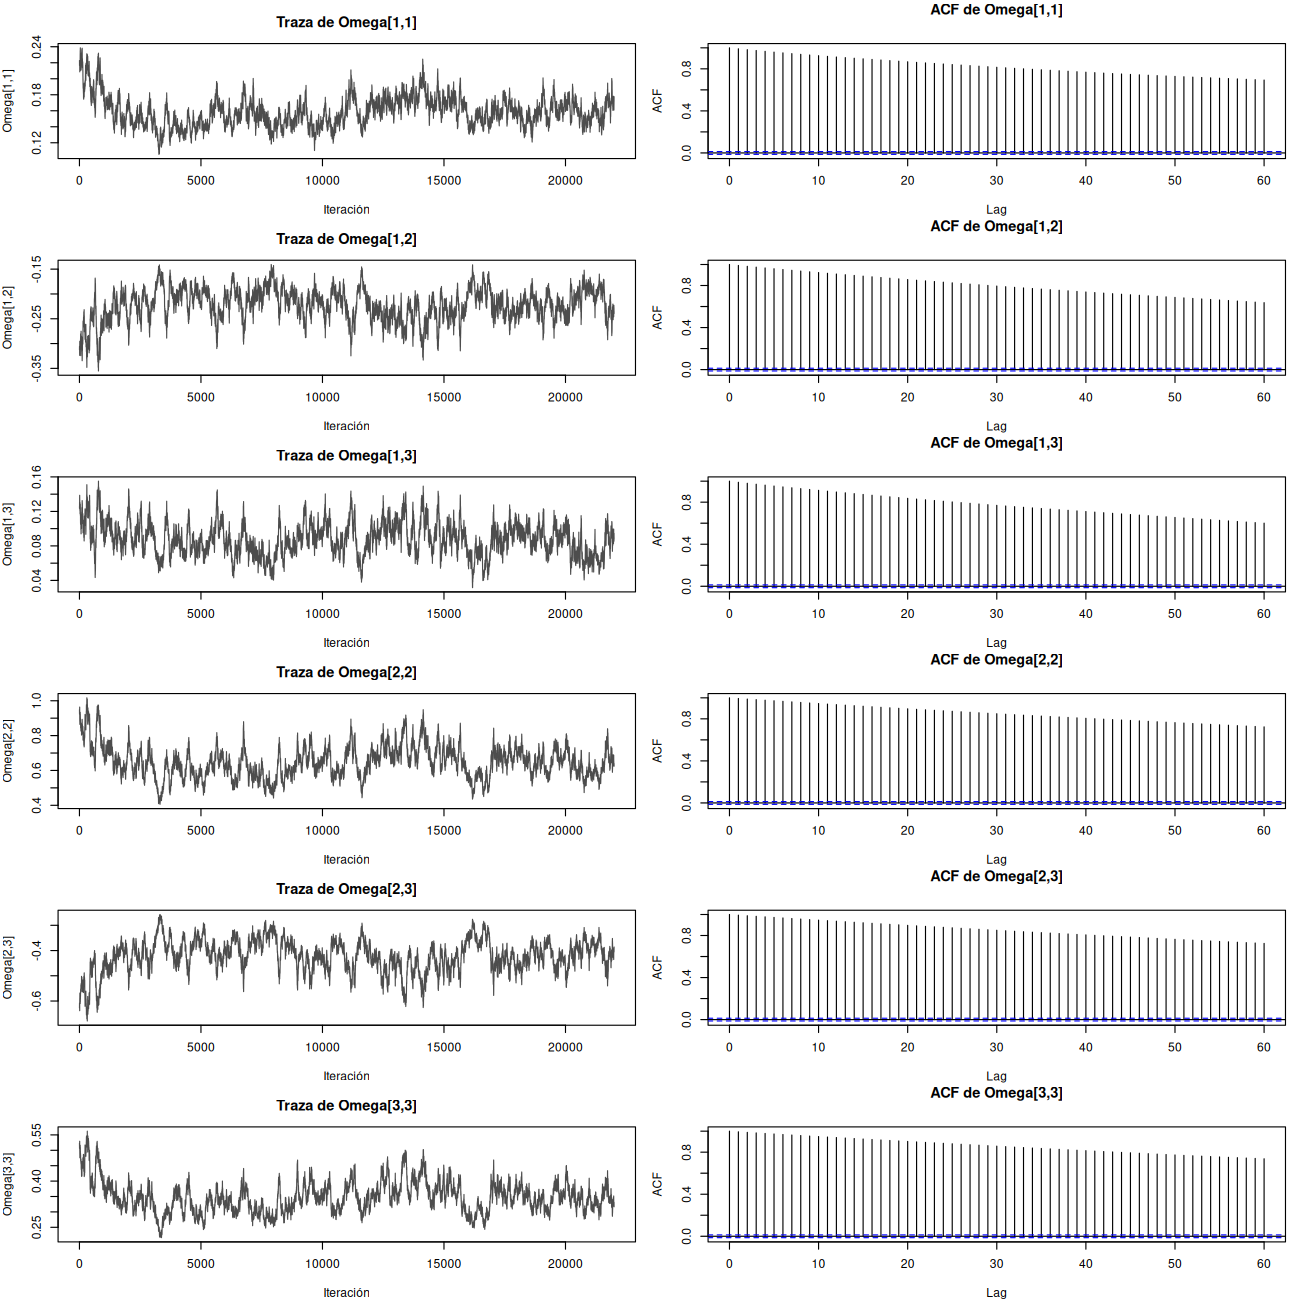 Traza de Omega[1,1]
Omega[1,1]
0.12 0.18 0.24
0 5000 10000 15000 20000
Iteración
ACF de Omega[1,1]
ACF
0.0 0.4 0.8
0 10 20 30 40 50 60
Lag
Traza de Omega[1,2]
Omega[1,2]
-0.35 -0.25 -0.15
0 5000 10000 15000 20000
Iteración
ACF de Omega[1,2]
ACF
0.0 0.4 0.8
0 10 20 30 40 50 60
Lag
Traza de Omega[1,3]
Omega[1,3]
0.04 0.08 0.12 0.16
0 5000 10000 15000 20000
Iteración
ACF de Omega[1,3]
ACF
0.0 0.4 0.8
0 10 20 30 40 50 60
Lag
Traza de Omega[2,2]
Omega[2,2]
0.4 0.6 0.8 1.0
0 5000 10000 15000 20000
Iteración
ACF de Omega[2,2]
ACF
0.0 0.4 0.8
0 10 20 30 40 50 60
Lag
Traza de Omega[2,3]
Omega[2,3]
-0.6 -0.4
0 5000 10000 15000 20000
Iteración
ACF de Omega[2,3]
ACF
0.0 0.4 0.8
0 10 20 30 40 50 60
Lag
Traza de Omega[3,3]
Omega[3,3]
0.25 0.40 0.55
0 5000 10000 15000 20000
Iteración
ACF de Omega[3,3]
ACF
0.0 0.4 0.8
0 10 20 30 40 50 60
Lag